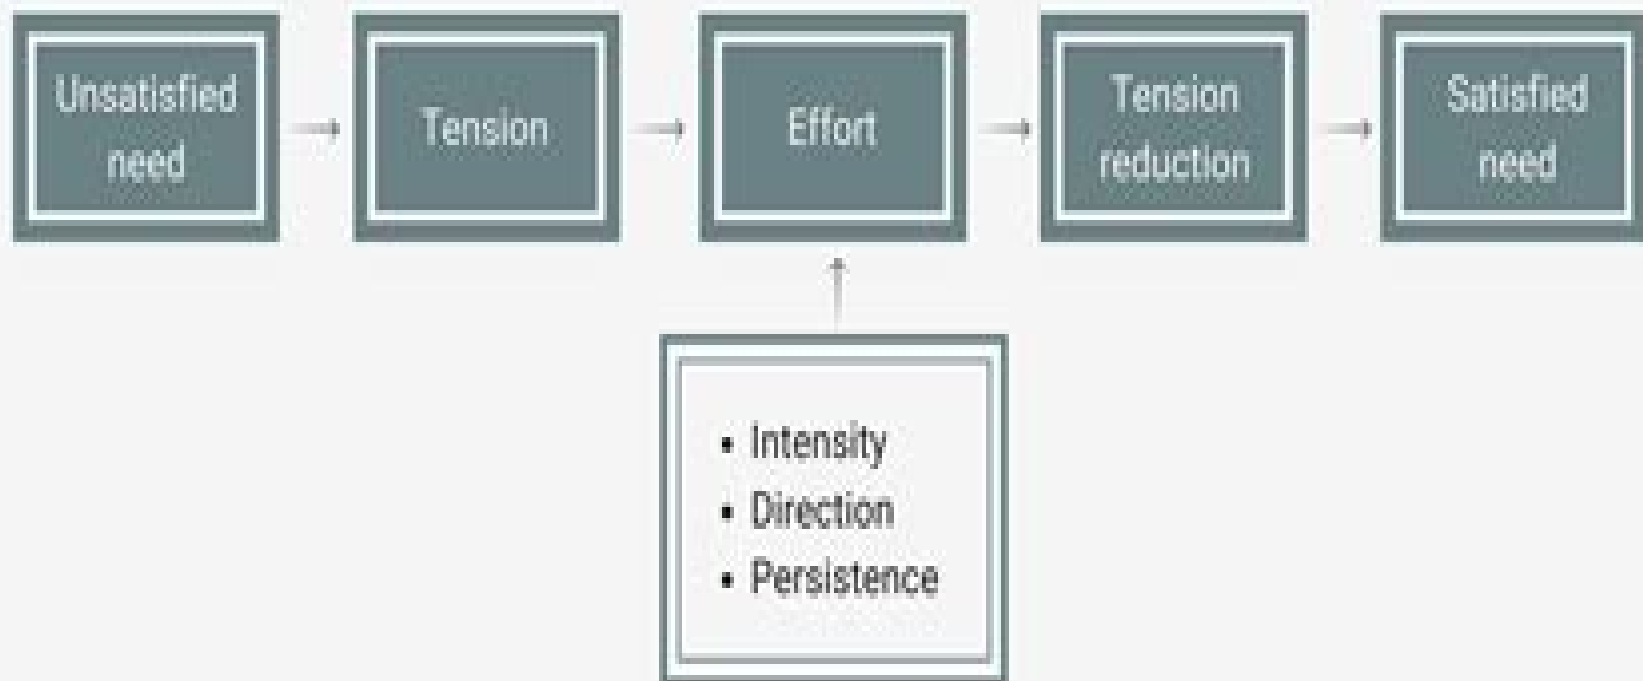 Unsatisfied
need
Tension
Effort
Tension
reduction
Satisfied
need
• Intensity
• Direction
• Persistence